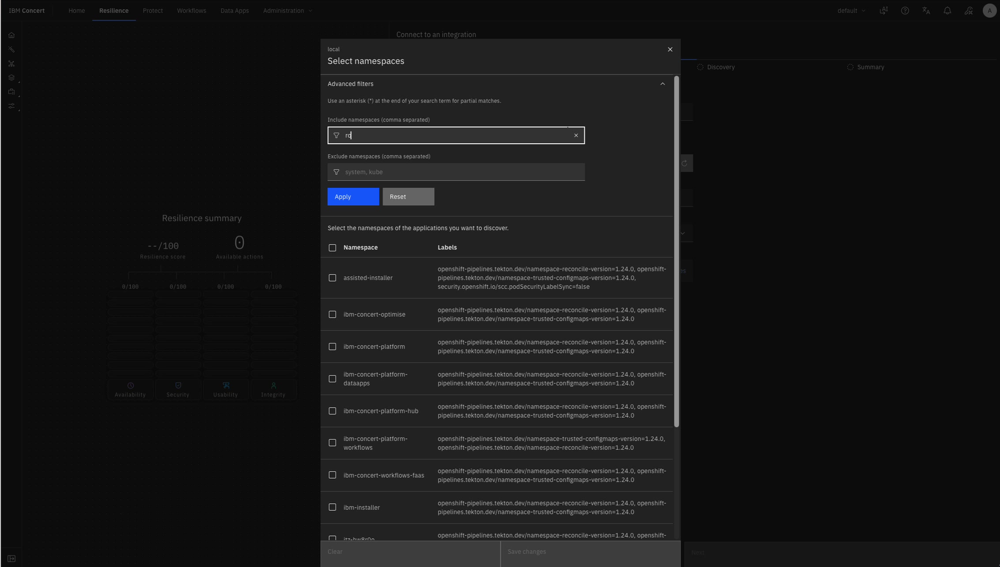 IBM Concert
Home
Resilience
Protect
Workflows
Data Apps
Administration
default
A
Connect to an integration
Discovery
Summary
local
Select namespaces
Advanced filters
Use an asterisk (*) at the end of your search term for partial matches.
Include namespaces (comma separated)
ro
Exclude namespaces (comma separated)
system, kube
Apply
Reset
Select the namespaces of the applications you want to discover.
Namespace
Labels
assisted-installer
openshift-pipelines.tekton.dev/namespace-reconcile-version=1.24.0, openshift-
pipelines.tekton.dev/namespace-trusted-configmaps-version=1.24.0,
security.openshift.io/scc.podSecurityLabelSync=false
ibm-concert-optimise
openshift-pipelines.tekton.dev/namespace-reconcile-version=1.24.0, openshift-
pipelines.tekton.dev/namespace-trusted-configmaps-version=1.24.0
ibm-concert-platform
openshift-pipelines.tekton.dev/namespace-reconcile-version=1.24.0, openshift-
pipelines.tekton.dev/namespace-trusted-configmaps-version=1.24.0
ibm-concert-platform-
dataapps
openshift-pipelines.tekton.dev/namespace-reconcile-version=1.24.0, openshift-
pipelines.tekton.dev/namespace-trusted-configmaps-version=1.24.0
ibm-concert-platform-hub
openshift-pipelines.tekton.dev/namespace-reconcile-version=1.24.0, openshift-
pipelines.tekton.dev/namespace-trusted-configmaps-version=1.24.0
ibm-concert-platform-
workflows
openshift-pipelines.tekton.dev/namespace-trusted-configmaps-version=1.24.0,
openshift-pipelines.tekton.dev/namespace-reconcile-version=1.24.0
ibm-concert-workflows-faas
openshift-pipelines.tekton.dev/namespace-reconcile-version=1.24.0, openshift-
pipelines.tekton.dev/namespace-trusted-configmaps-version=1.24.0
ibm-installer
openshift-pipelines.tekton.dev/namespace-reconcile-version=1.24.0, openshift-
pipelines.tekton.dev/namespace-trusted-configmaps-version=1.24.0
openshift-pipelines.tekton.dev/namespace-reconcile-version=1.24.0, openshift-
Clear
Save changes
Next
Resilience summary
--/100
Resilience score
0
Available actions
0/100
0/100
0/100
0/100
Availability
Security
Usability
Integrity